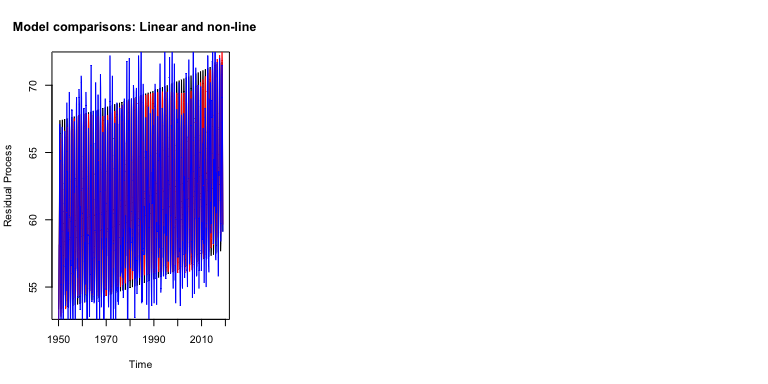 Model comparisons: Linear and non-line
Residual Process
70
65
60
55
1950
1970
1990
2010
Time